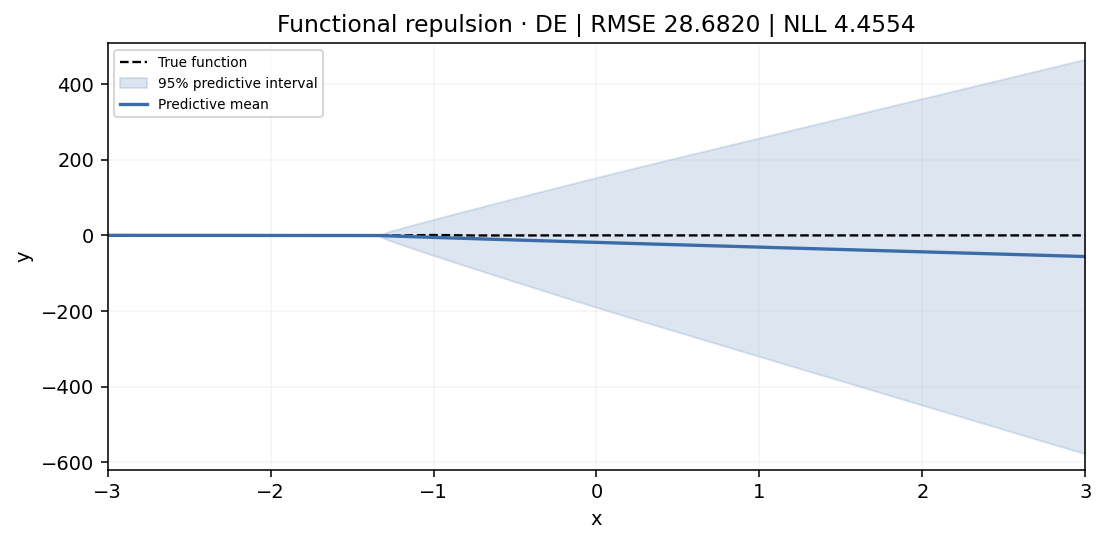 Functional repulsion · DE | RMSE 28.6820 | NLL 4.4554
True function
95% predictive interval
Predictive mean
400
200
0
−200
−400
−600
y
−3
−2
−1
0
1
2
3
x